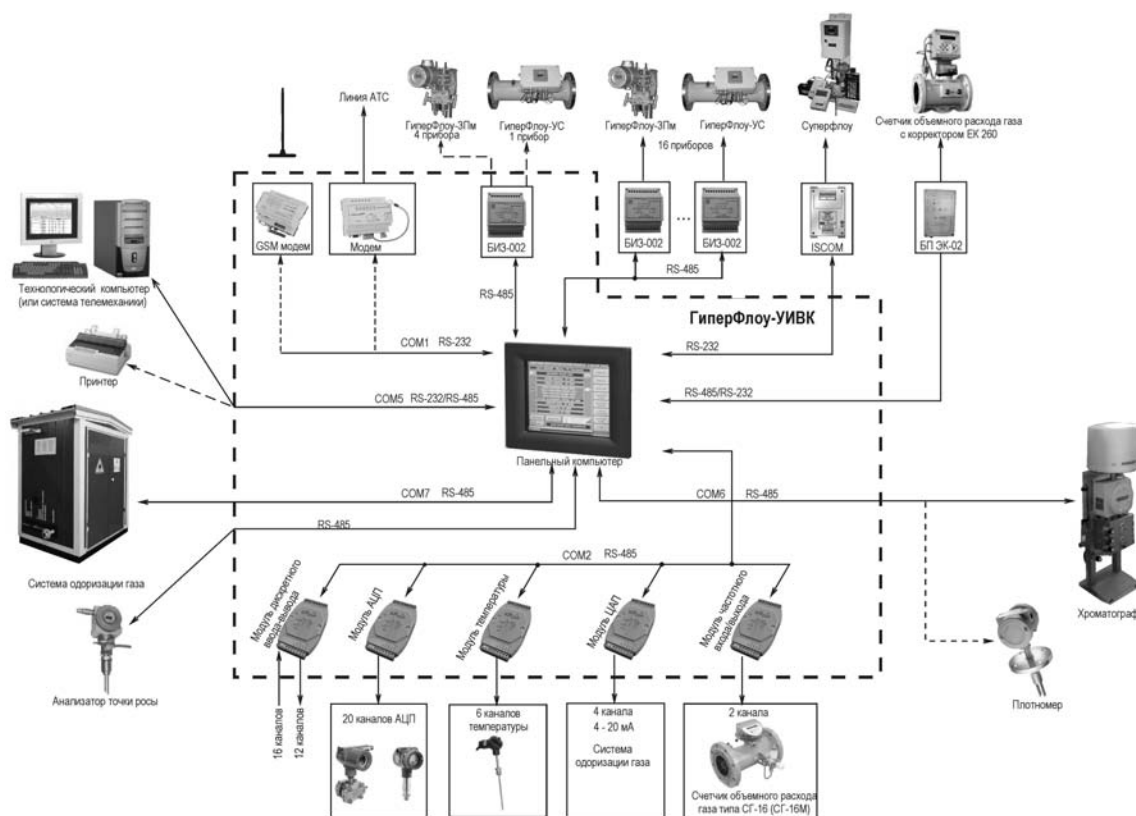 Линия АТС
ГиперФлоу-3Пм
4 прибора
ГиперФлоу-УС
1 прибор
ГиперФлоу-3Пм
ГиперФлоу-УС
16 приборов
Суперфлоу
Счетчик объемного расхода газа
с корректором ЕК 260
GSM модем
Модем
БИЗ-002
БИЗ-002
...
БИЗ-002
ISCOM
БП ЭК-02
Технологический компьютер
(или система телемеханики)
RS-485
RS-485
ГиперФлоу-УИВК
COM1 RS-232
RS-232
Принтер
COM5 RS-232/RS-485
RS-485/RS-232
Панельный компьютер
COM7 RS-485
COM6 RS-485
RS-485
COM2 RS-485
Система одоризации газа
Модуль дискретного
ввода-вывода
Модуль АЦП
Модуль температуры
Модуль ЦАП
Модуль частотного
входа/выхода
Хроматограф
Анализатор точки росы
Плотномер
16 каналов
12 каналов
20 каналов АЦП
6 каналов
температуры
4 канала
4 - 20 мА
Система
одоризации газа
2 канала
Счетчик объемного расхода
газа типа СГ-16 (СГ-16М)